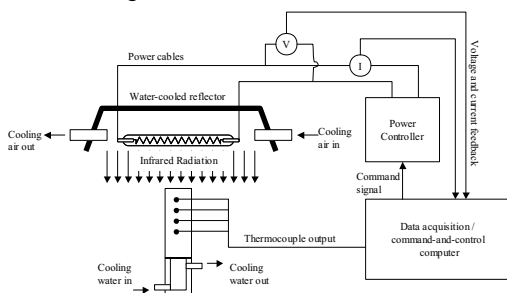 V
I
Power cables
Water-cooled reflector
Cooling
air out
Cooling
air in
Power
Controller
Voltage and current feedback
Infrared Radiation
Command
signal
Data acquisition /
command-and-control
computer
Thermocouple output
Cooling
water in
Cooling
water out